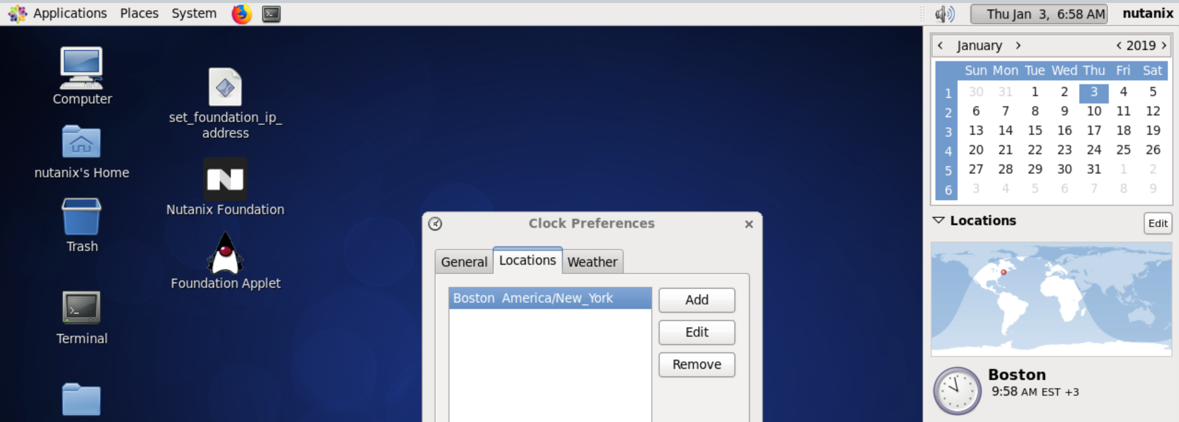 Applications Places System
Thu Jan 3, 6:58 AM nutanix
Computer
set_foundation_ip_
address
nutanix's Home
Nutanix Foundation
Trash
Foundation Applet
Terminal
Clock Preferences
General Locations Weather
Boston America/New_York
Add
Edit
Remove
< January > < 2019 >
Sun Mon Tue Wed Thu Fri Sat
1 30 31 1 2 3 4 5
2 6 7 8 9 10 11 12
3 13 14 15 16 17 18 19
4 20 21 22 23 24 25 26
5 27 28 29 30 31 1 2
6 3 4 5 6 7 8 9
Locations Edit
Boston
9:58 AM EST +3